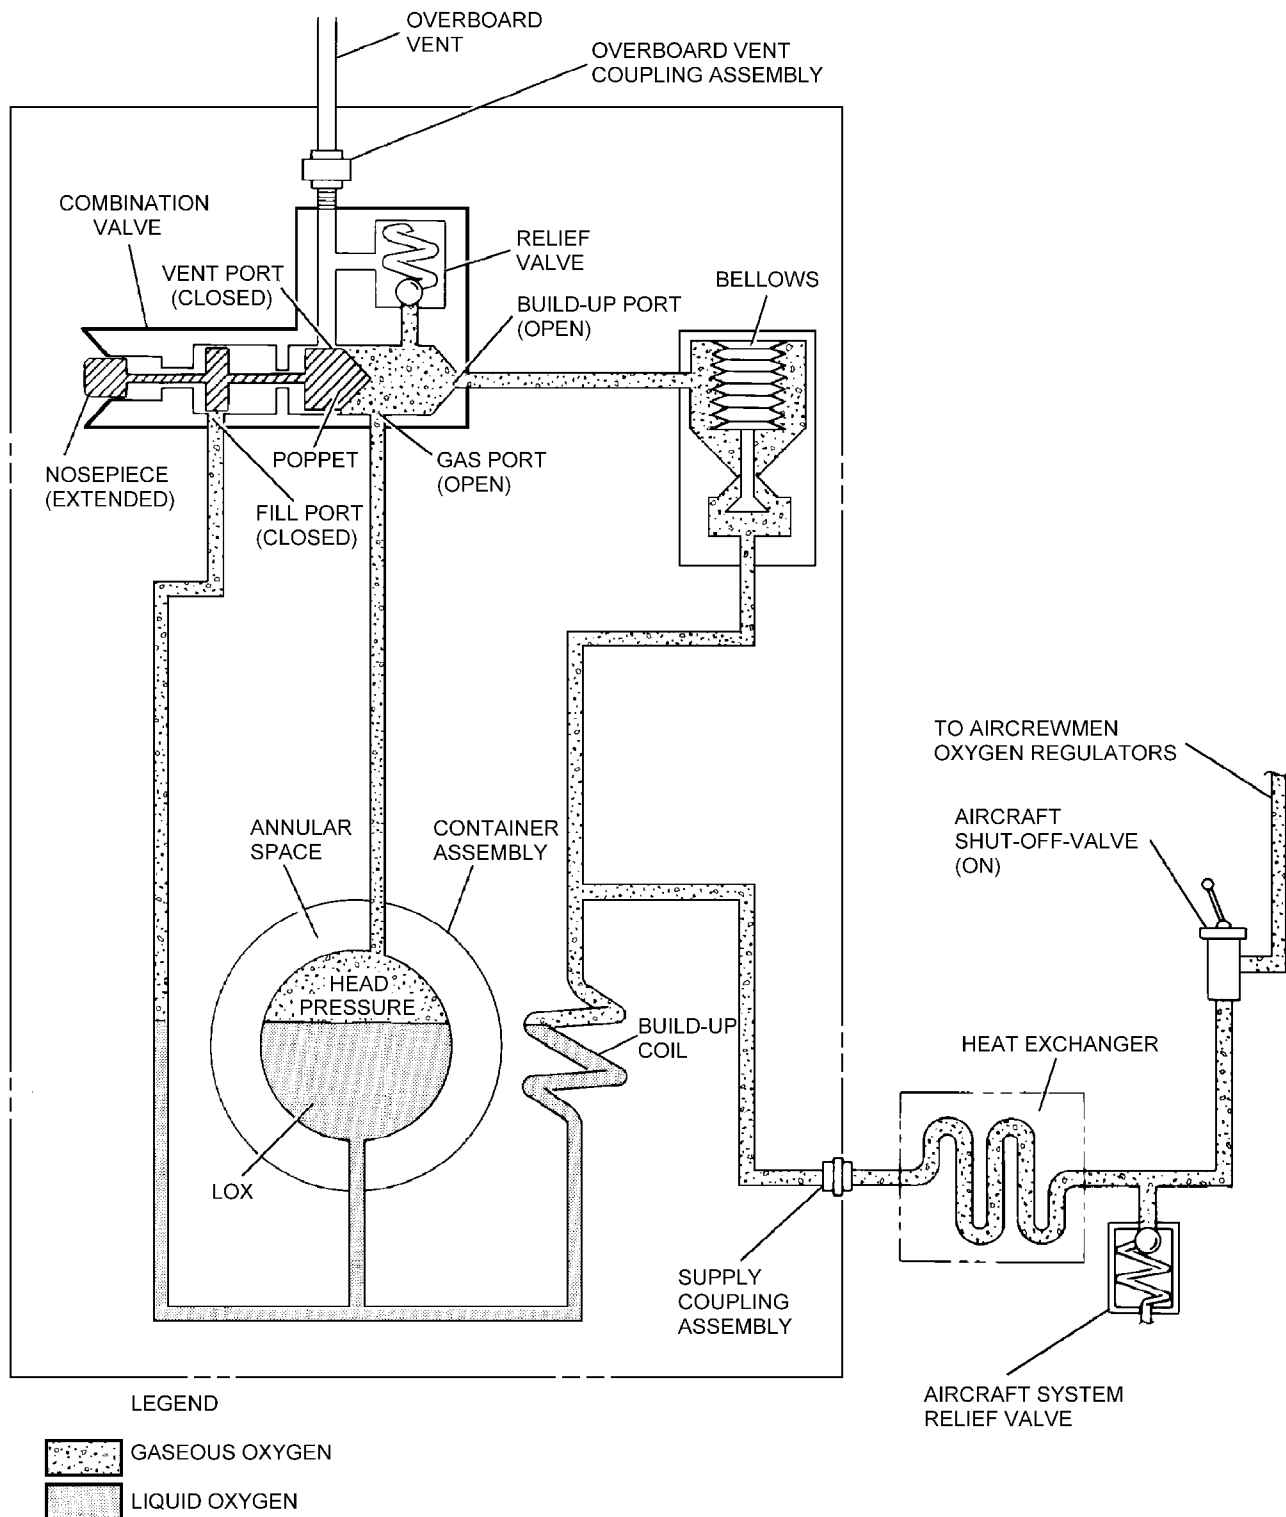 OVERBOARD
VENT
OVERBOARD VENT
COUPLING ASSEMBLY
COMBINATION
VALVE
VENT PORT
(CLOSED)
RELIEF
VALVE
BUILD-UP PORT
(OPEN)
BELLOWS
NOSEPIECE
(EXTENDED)
POPPET
GAS PORT
(OPEN)
FILL PORT
(CLOSED)
TO AIRCREWMEN
OXYGEN REGULATORS
AIRCRAFT
SHUT-OFF-VALVE
(ON)
ANNULAR
SPACE
CONTAINER
ASSEMBLY
HEAD
PRESSURE
BUILD-UP
COIL
HEAT EXCHANGER
LOX
SUPPLY
COUPLING
ASSEMBLY
AIRCRAFT SYSTEM
RELIEF VALVE
LEGEND
GASEOUS OXYGEN
LIQUID OXYGEN